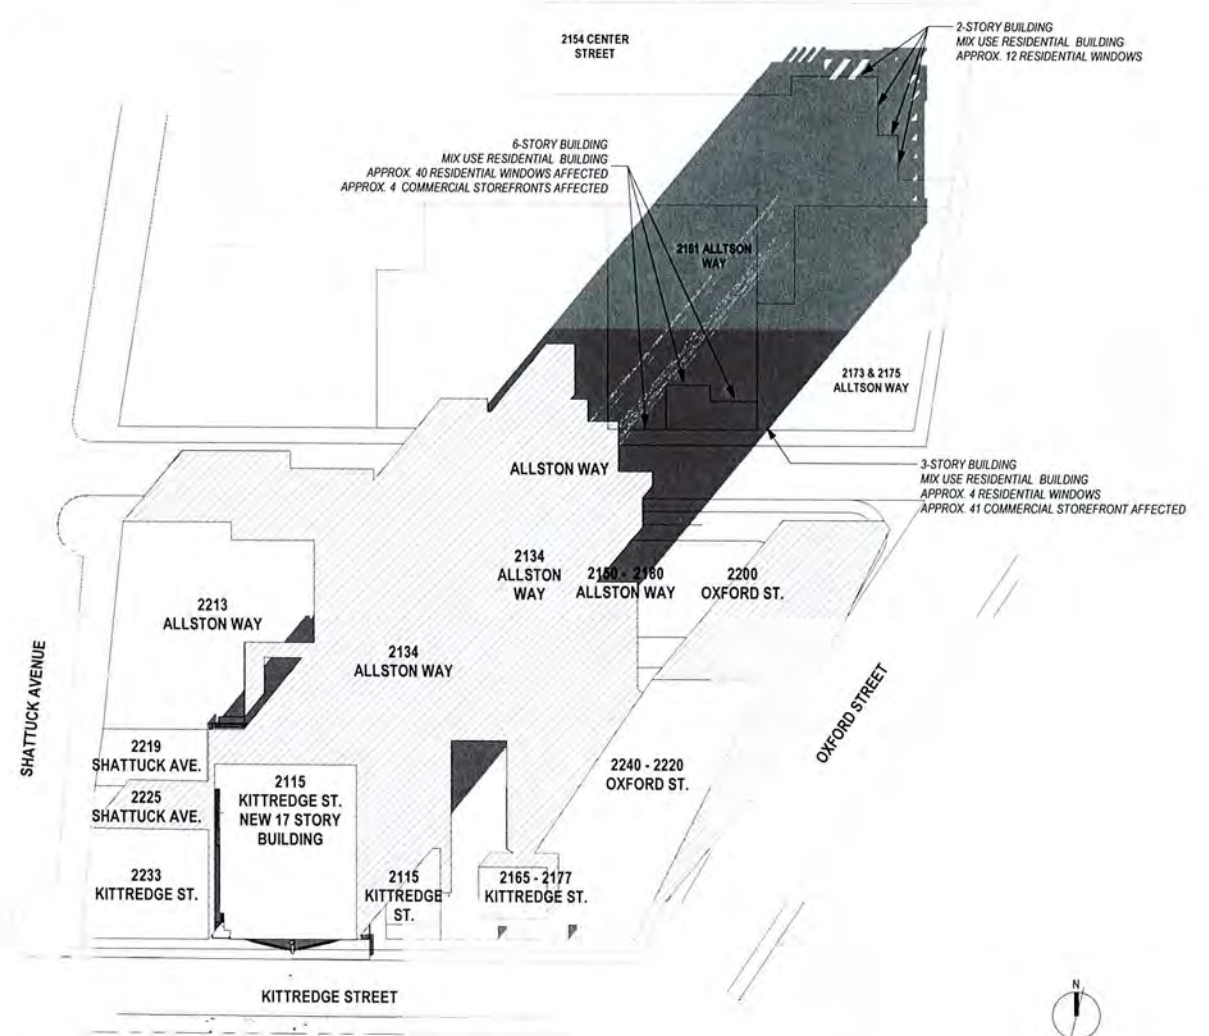 2154 CENTER
STREET
2-STORY BUILDING
MIX USE RESIDENTIAL BUILDING
APPROX. 12 RESIDENTIAL WINDOWS
6-STORY BUILDING
MIX USE RESIDENTIAL BUILDING
APPROX. 40 RESIDENTIAL WINDOWS AFFECTED
APPROX. 4 COMMERCIAL STOREFRONTS AFFECTED
2161 ALLTSON
WAY
2173 & 2175
ALLTSON WAY
3-STORY BUILDING
MIX USE RESIDENTIAL BUILDING
APPROX. 4 RESIDENTIAL WINDOWS
APPROX. 41 COMMERCIAL STOREFRONT AFFECTED
ALLSTON WAY
2134
ALLSTON
WAY
2150 - 2180
ALLSTON WAY
2200
OXFORD ST.
2213
ALLSTON WAY
2134
ALLSTON WAY
SHATTUCK AVENUE
OXFORD STREET
2219
SHATTUCK AVE.
2115
KITTREDGE ST.
NEW 17 STORY
BUILDING
2240 - 2220
OXFORD ST.
2225
SHATTUCK AVE.
2233
KITTREDGE ST.
2115
KITTREDGE
ST.
2165 - 2177
KITTREDGE ST.
KITTREDGE STREET
N